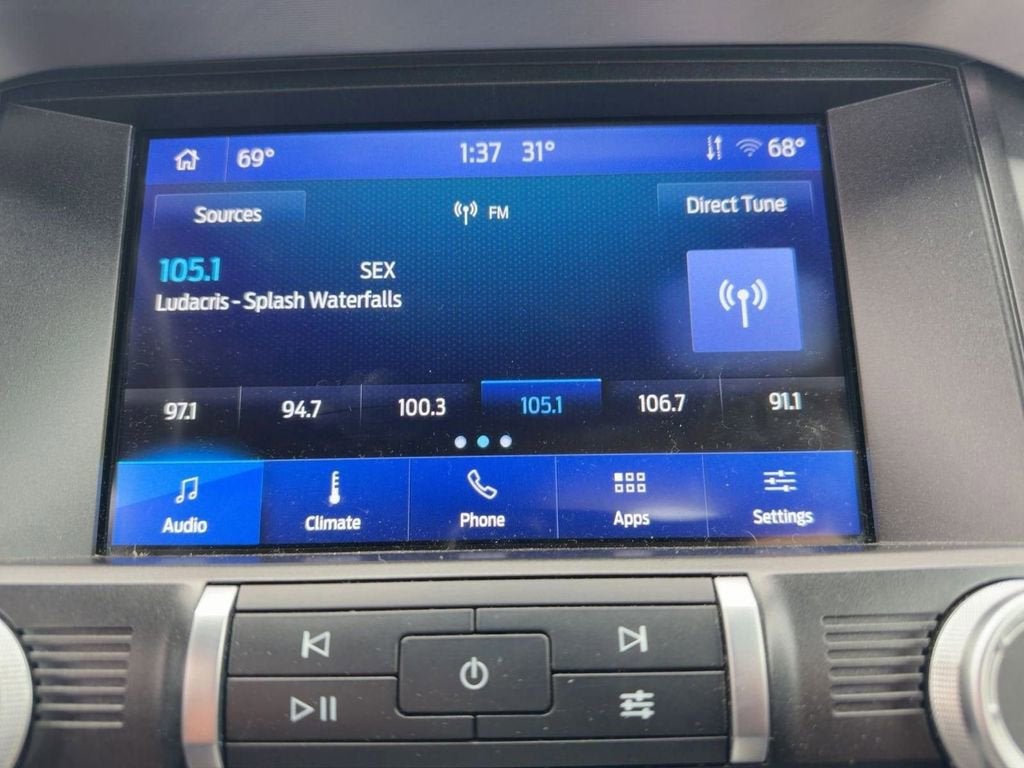 69° 1:37 31° 68°
Sources FM Direct Tune
105.1 SEX
Ludacris - Splash Waterfalls
97.1 94.7 100.3 105.1 106.7 91.1
Audio Climate Phone Apps Settings